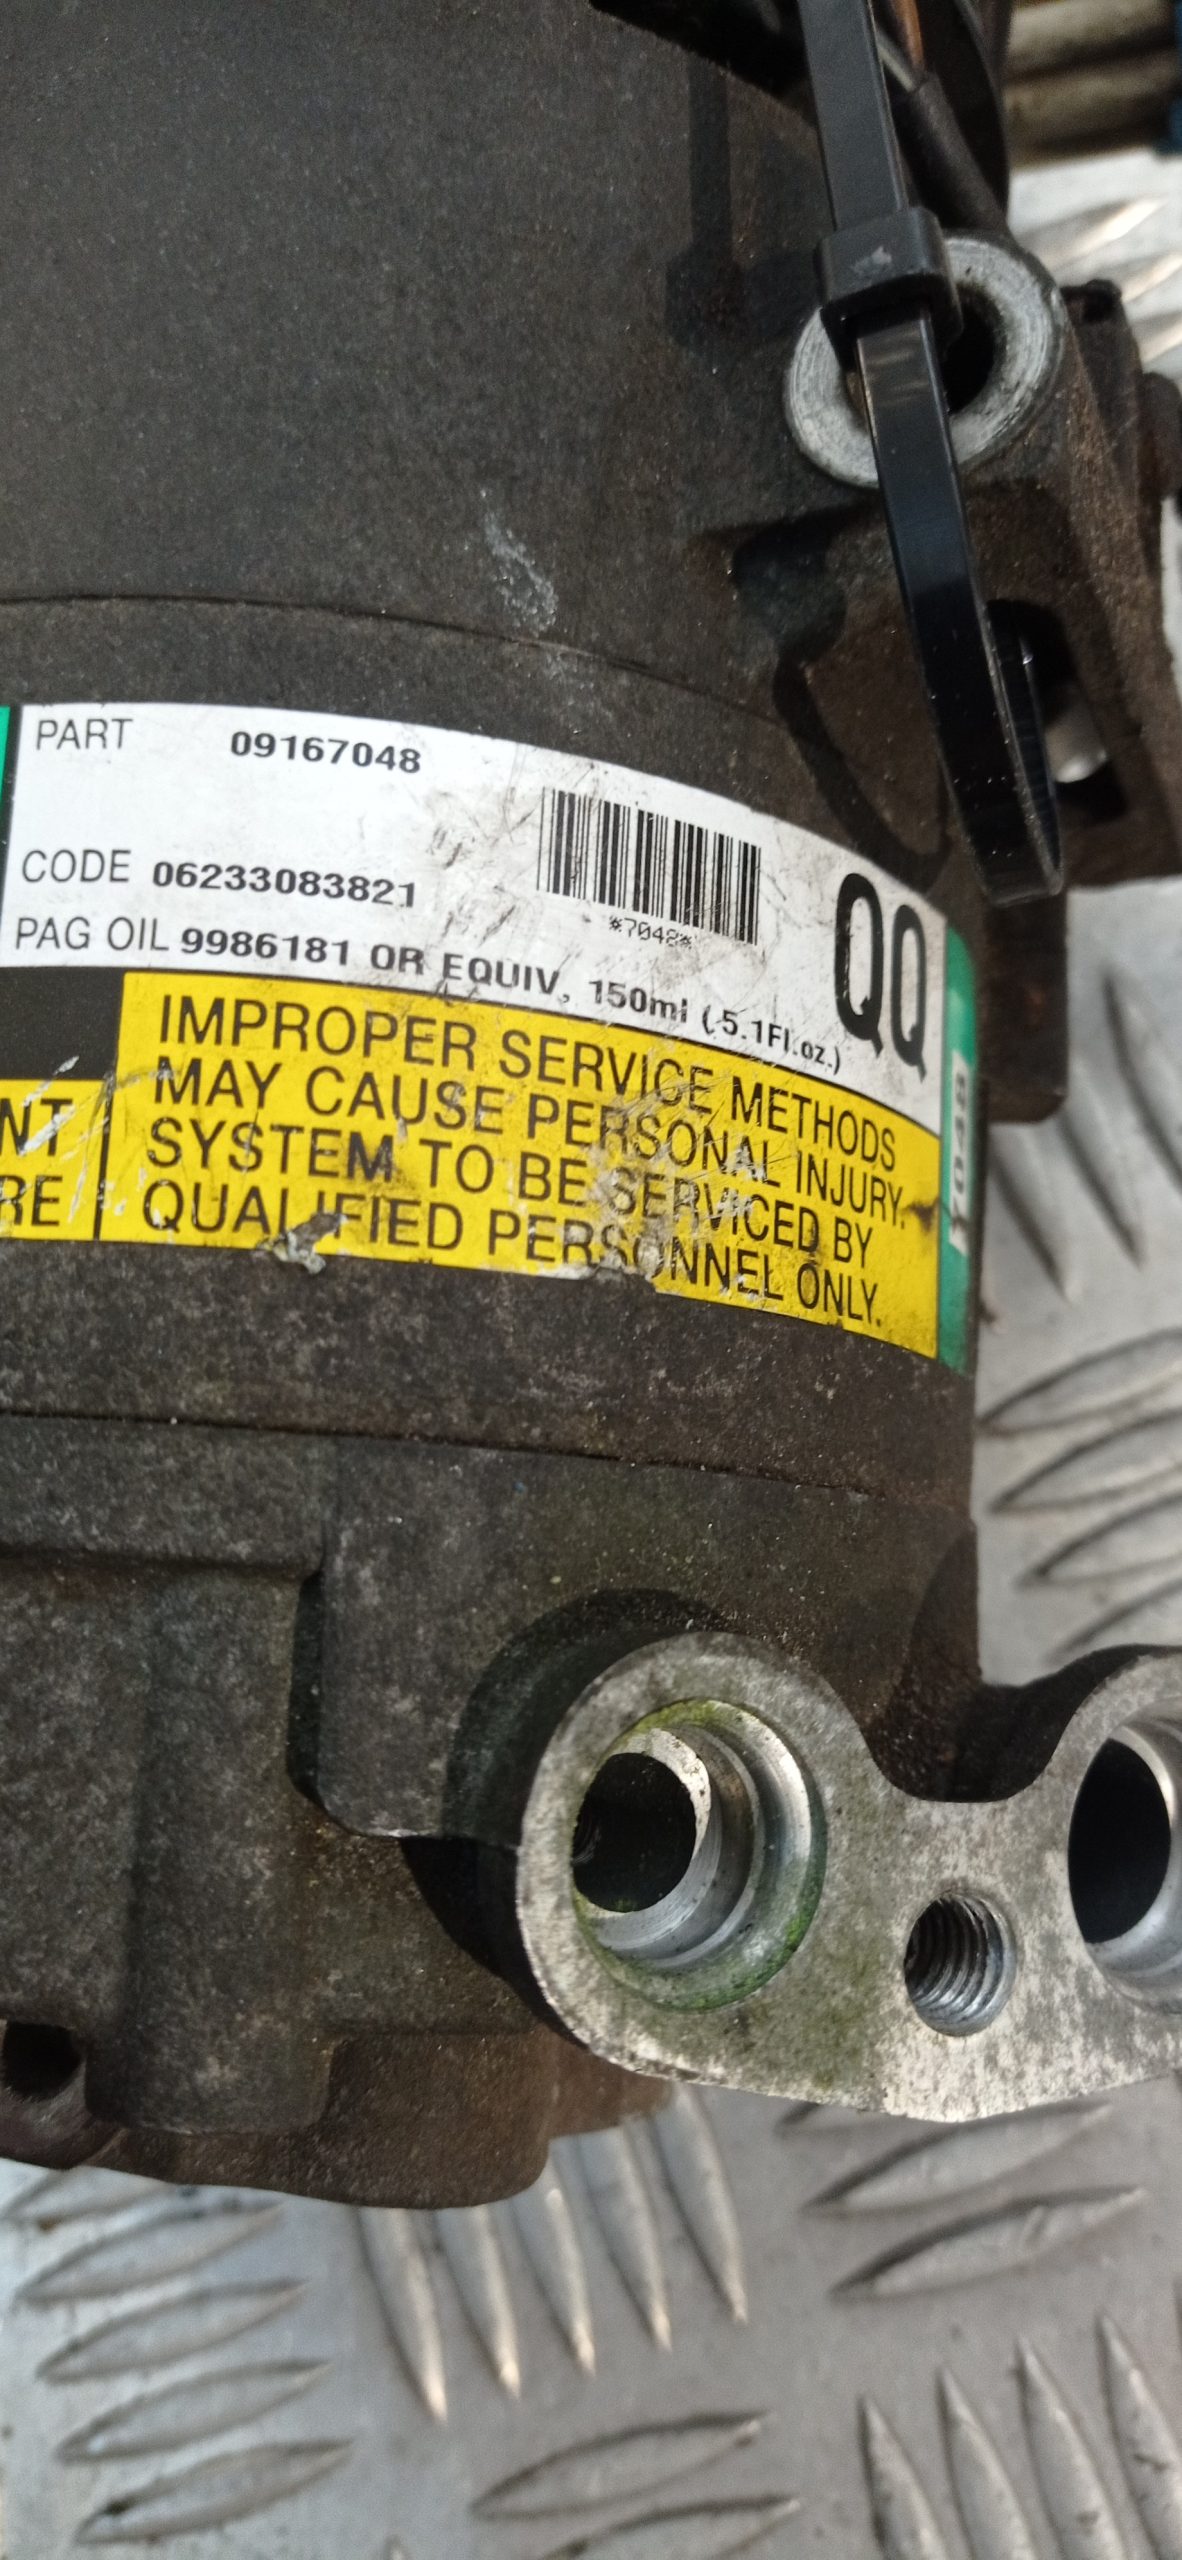 PART 09167048
CODE 06233083821
*7048*
PAG OIL 9986181 OR EQUIV, 150ml (5.1Fl.oz.)
QQ
IMPROPER SERVICE METHODS
MAY CAUSE PERSONAL INJURY.
SYSTEM TO BE SERVICED BY
QUALIFIED PERSONNEL ONLY.
NT
RE
7048